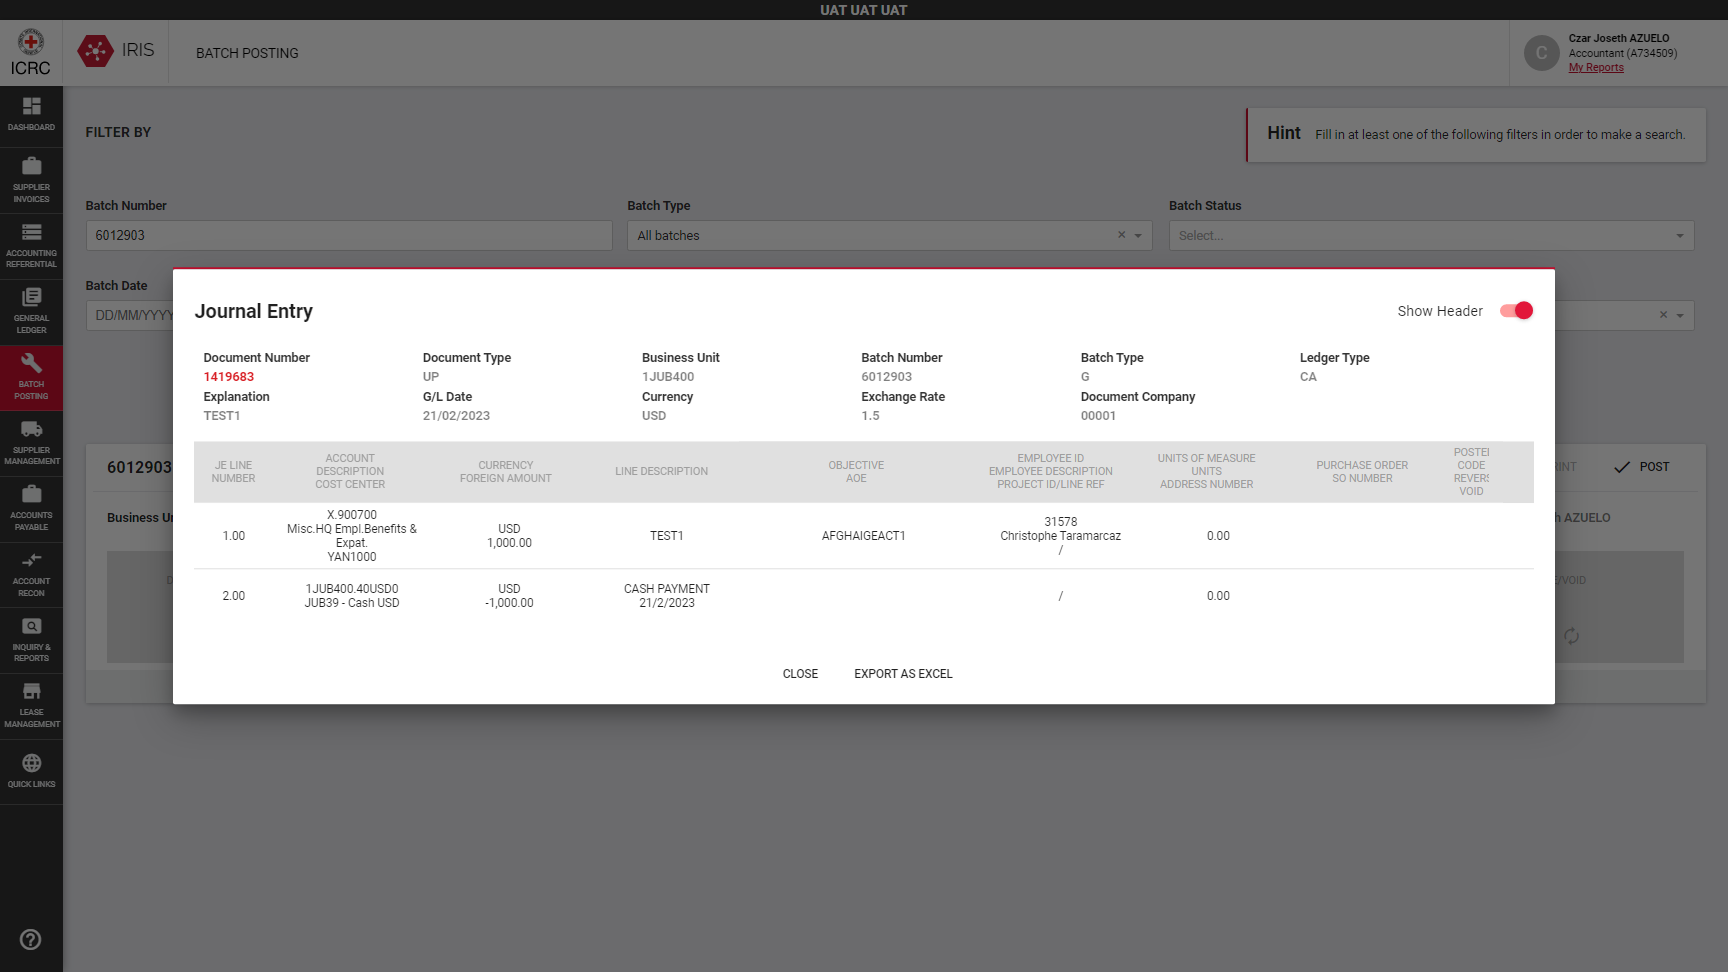 UAT UAT UAT
ICRC
IRIS
BATCH POSTING
C
Czar Joseth AZUELO
Accountant (A734509)
My Reports
DASHBOARD
SUPPLIER
INVOICES
ACCOUNTING
REFERENTIAL
GENERAL
LEDGER
BATCH
POSTING
SUPPLIER
MANAGEMENT
ACCOUNTS
PAYABLE
ACCOUNT
RECON
INQUIRY &
REPORTS
LEASE
MANAGEMENT
QUICK LINKS
FILTER BY
Hint Fill in at least one of the following filters in order to make a search.
Batch Number
6012903
Batch Type
All batches
Batch Status
Select...
Batch Date
DD/MM/YYYY
6012903
POST
Business
AZUELO
/VOID
Journal Entry
Show Header
Document Number
1419683
Document Type
UP
Business Unit
1JUB400
Batch Number
6012903
Batch Type
G
Ledger Type
CA
Explanation
TEST1
G/L Date
21/02/2023
Currency
USD
Exchange Rate
1.5
Document Company
00001
JE LINE
NUMBER
ACCOUNT
DESCRIPTION
COST CENTER
CURRENCY
FOREIGN AMOUNT
LINE DESCRIPTION
OBJECTIVE
AOE
EMPLOYEE ID
EMPLOYEE DESCRIPTION
PROJECT ID/LINE REF
UNITS OF MEASURE
UNITS
ADDRESS NUMBER
PURCHASE ORDER
SO NUMBER
POSTE
CODE
REVERS
VOID
1.00
X.900700
Misc.HQ Empl.Benefits &
Expat.
YAN1000
USD
1,000.00
TEST1
AFGHAIGEACT1
31578
Christophe Taramarcaz
/
0.00
2.00
1JUB400.40USD0
JUB39 - Cash USD
USD
-1,000.00
CASH PAYMENT
21/2/2023
/
0.00
CLOSE
EXPORT AS EXCEL